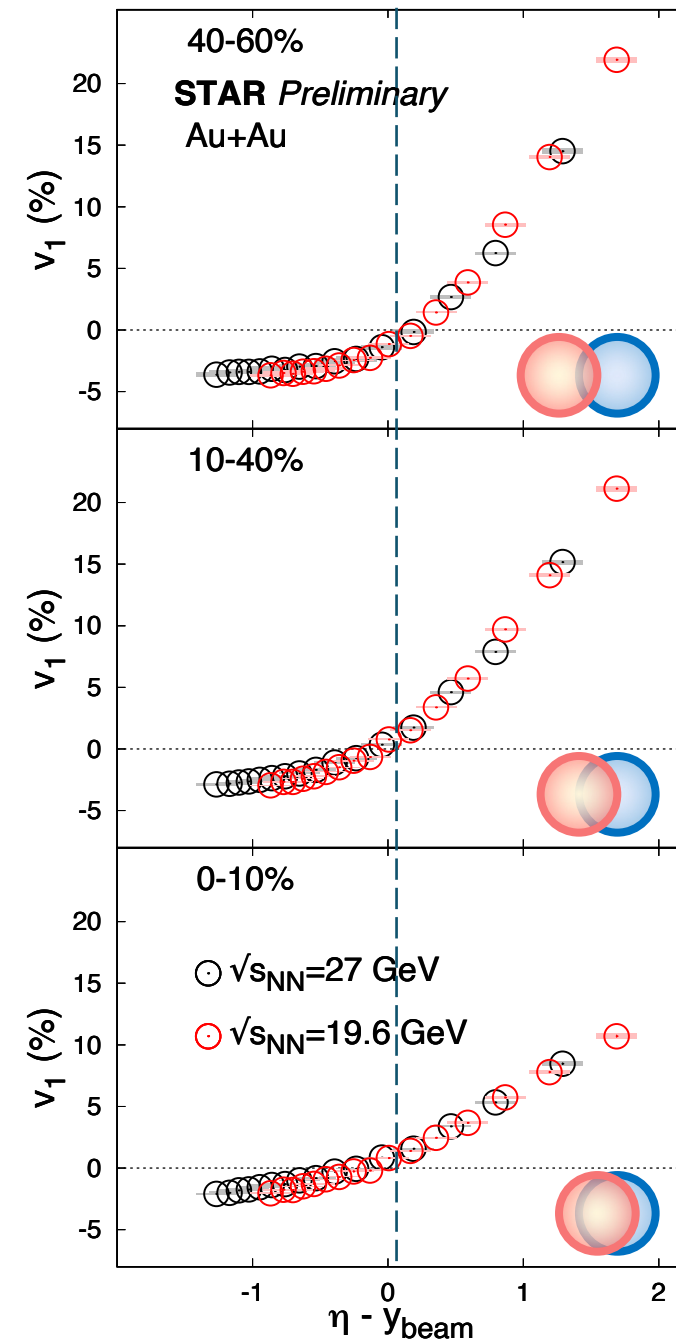 40-60%
STAR Preliminary
Au+Au
20
15
10
5
0
-5
v1 (%)
10-40%
20
15
10
5
0
-5
v1 (%)
0-10%
√sNN=27 GeV
√sNN=19.6 GeV
20
15
10
5
0
-5
v1 (%)
-1 0 1 2
η - ybeam